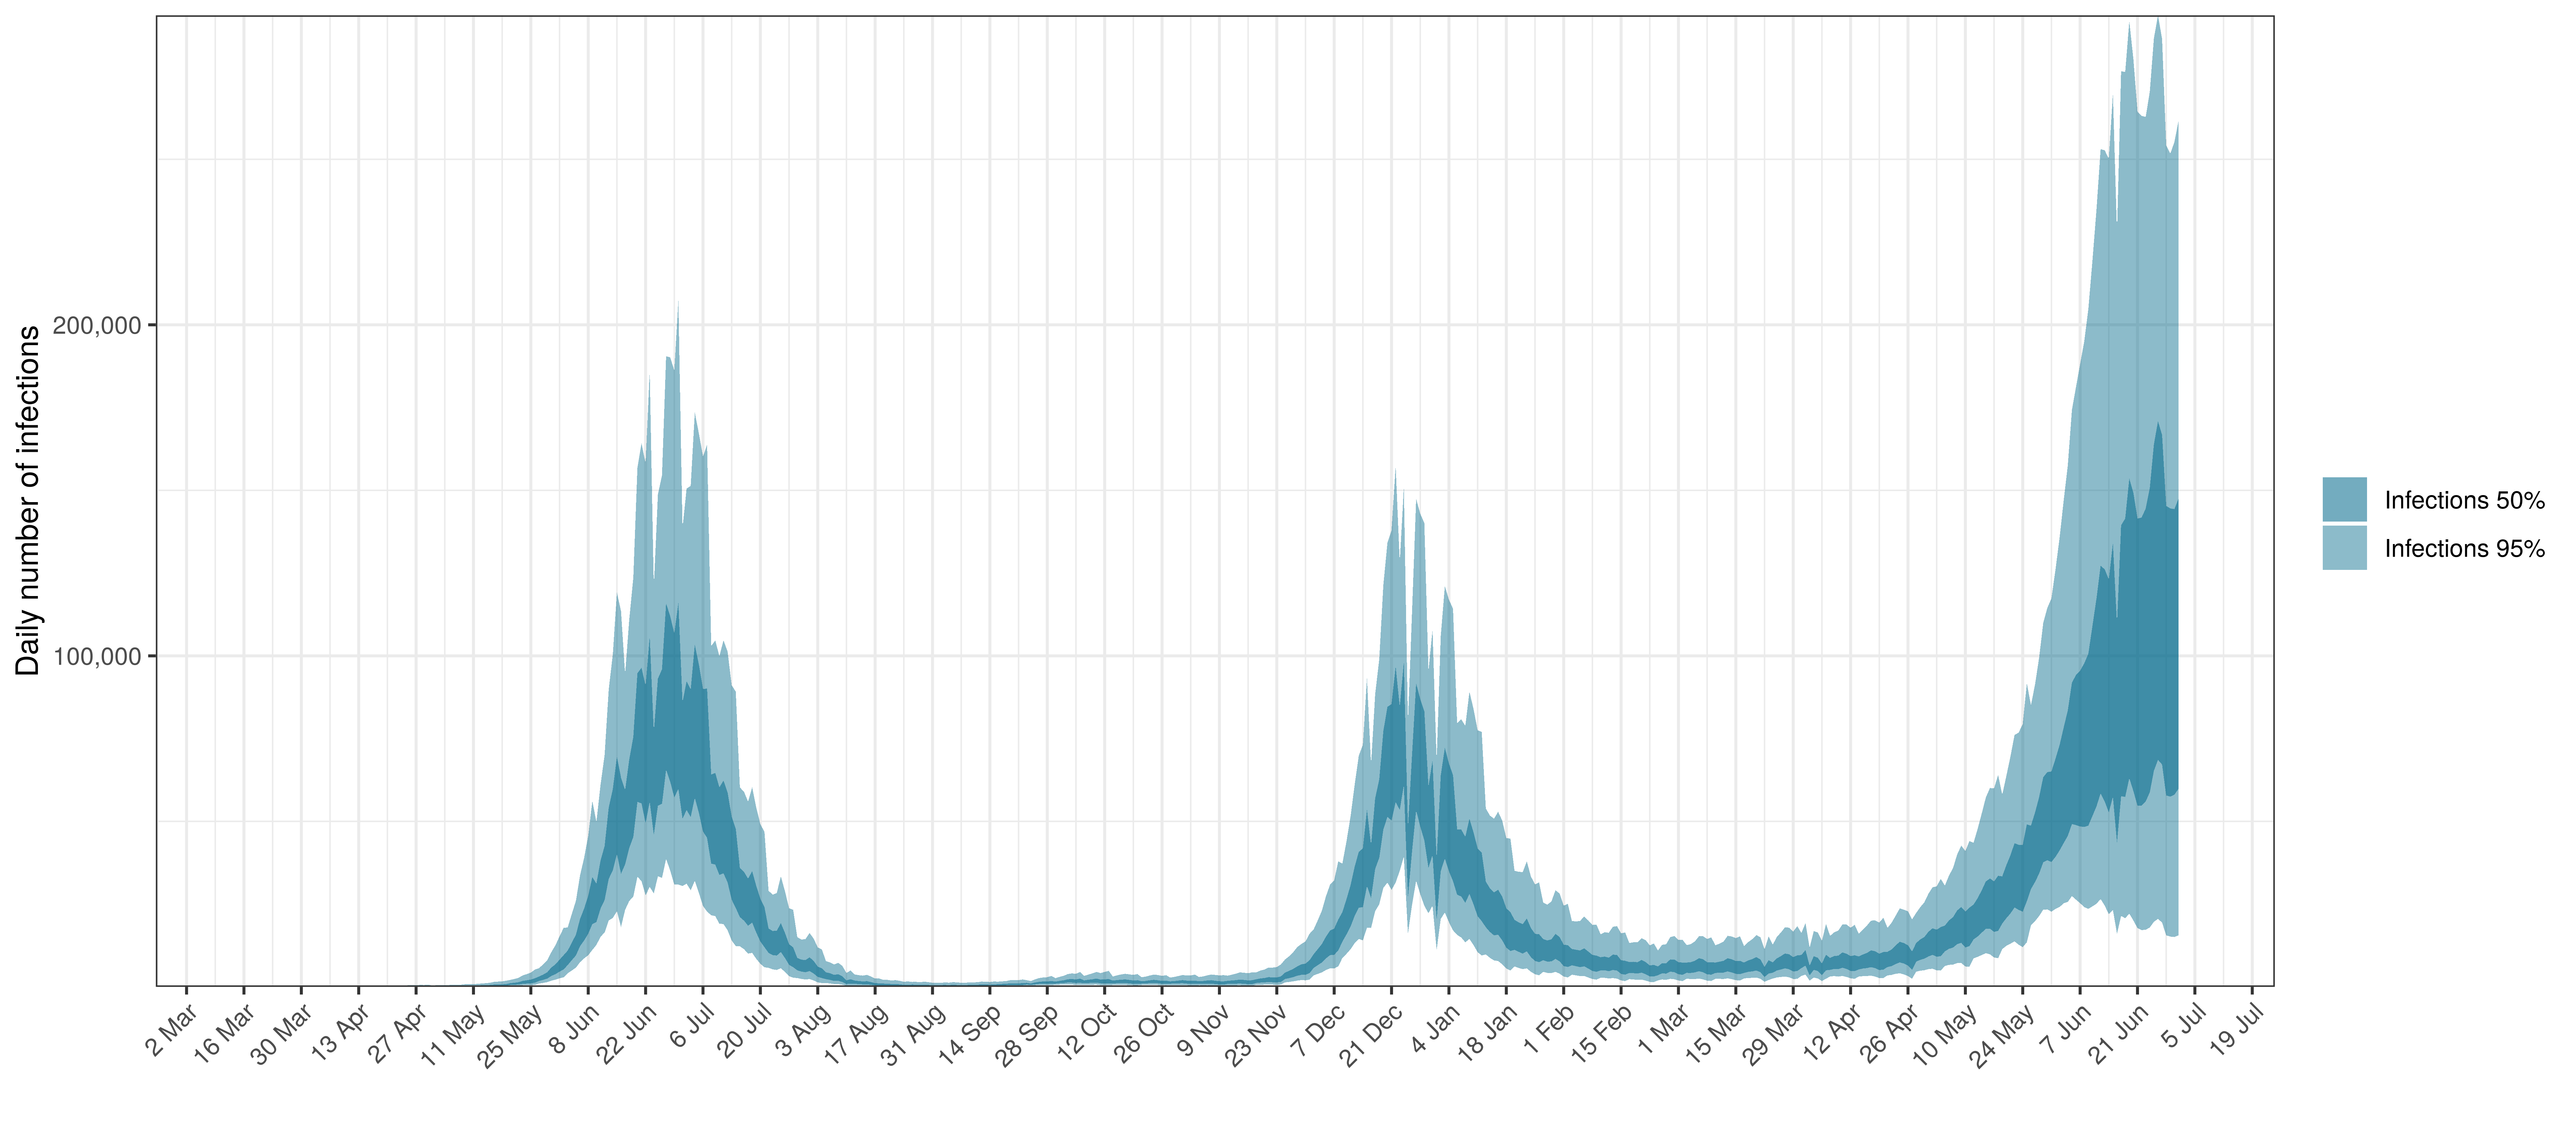 Daily number of infections
200,000
100,000
2 Mar
16 Mar
30 Mar
13 Apr
27 Apr
11 May
25 May
8 Jun
22 Jun
6 Jul
20 Jul
3 Aug
17 Aug
31 Aug
14 Sep
28 Sep
12 Oct
26 Oct
9 Nov
23 Nov
7 Dec
21 Dec
4 Jan
18 Jan
1 Feb
15 Feb
1 Mar
15 Mar
29 Mar
12 Apr
26 Apr
10 May
24 May
7 Jun
21 Jun
5 Jul
19 Jul
Infections 50%
Infections 95%